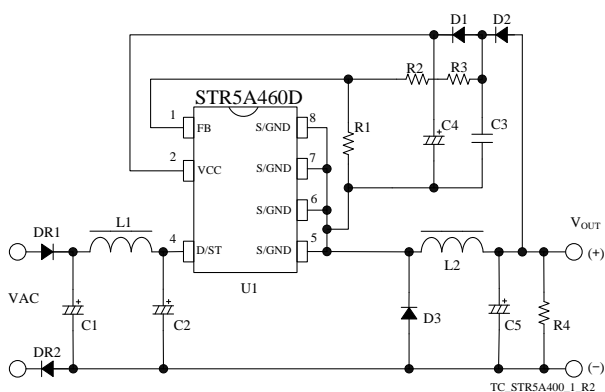 D1
D2
R2
R3
STR5A460D
1
8
FB
S/GND
R1
C4
C3
2
7
VCC
S/GND
6
S/GND
DR1
L1
4
5
D/ST
S/GND
V_OUT
(+)
L2
U1
VAC
C1
C2
D3
C5
R4
DR2
(−)
TC_STR5A400_1_R2